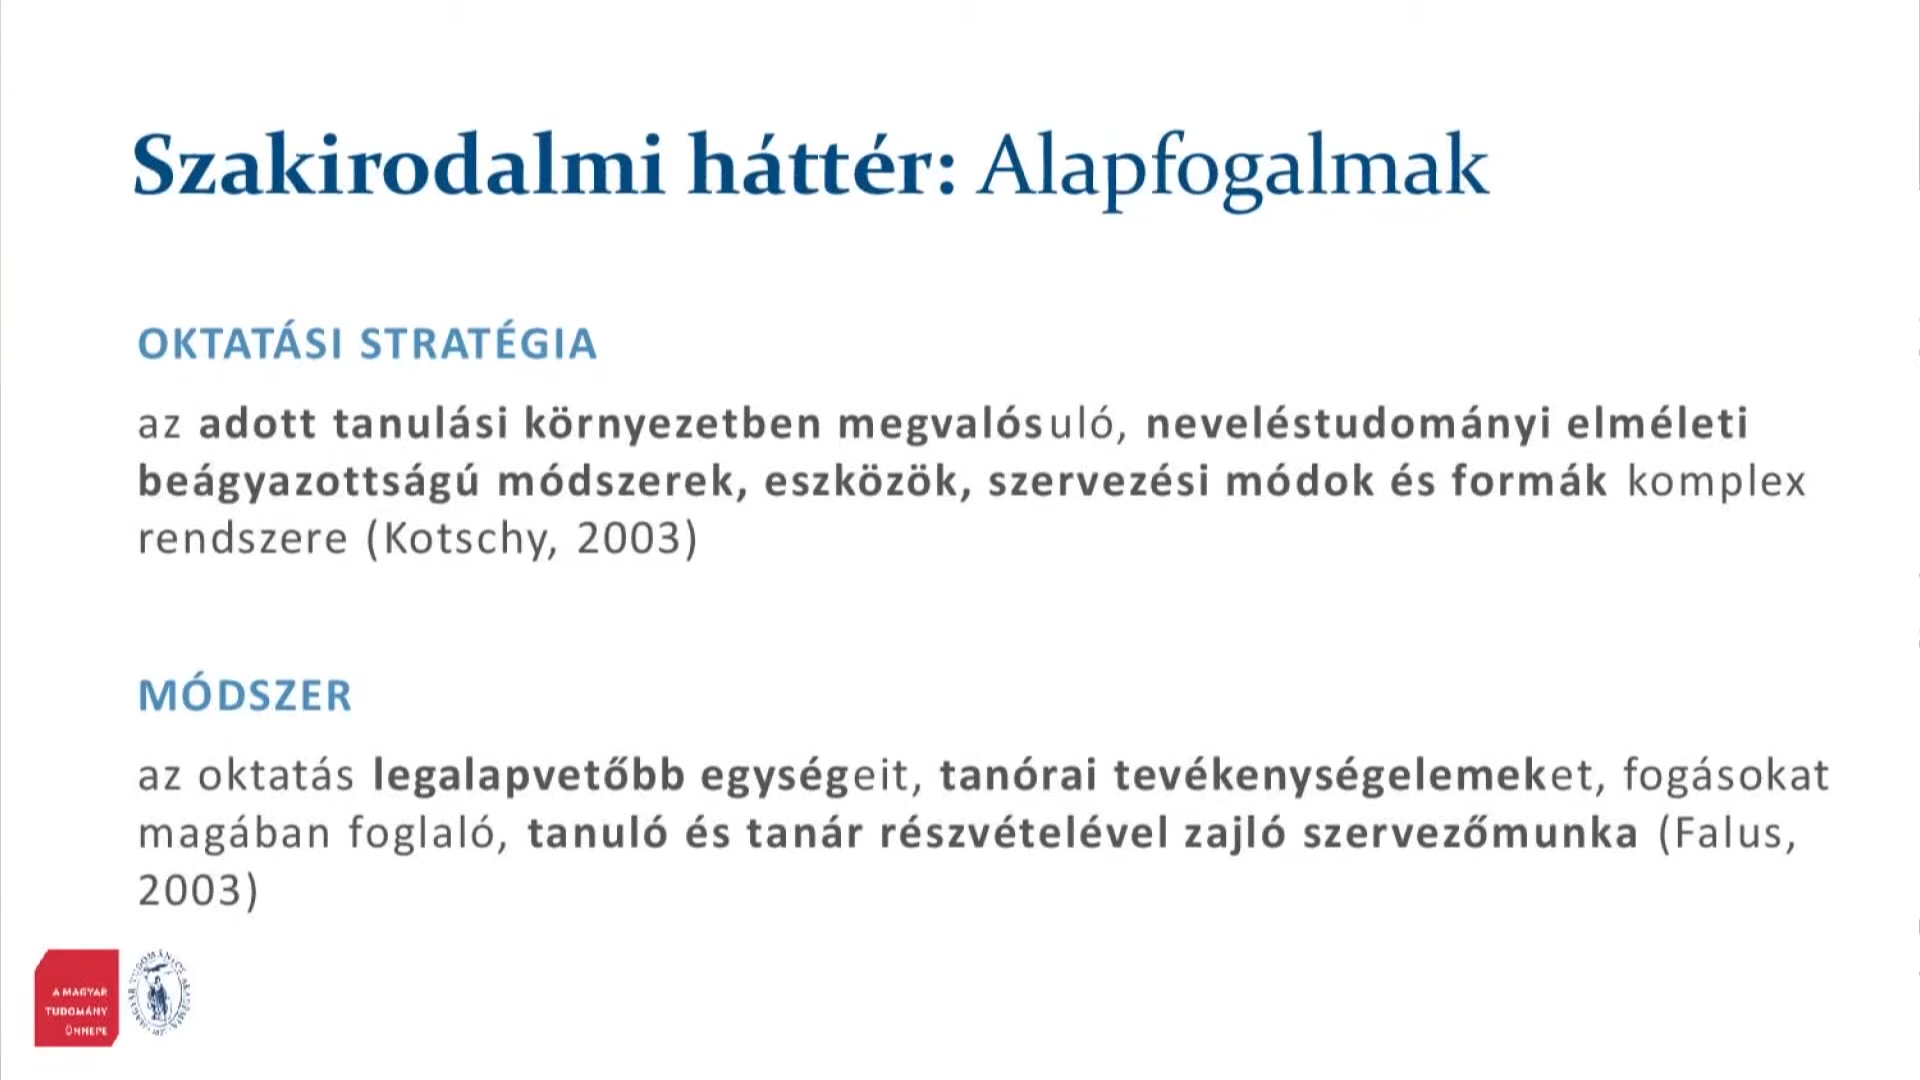 Szakirodalmi háttér: Alapfogalmak
OKTATÁSI STRATÉGIA
az adott tanulási környezetben megvalósuló, neveléstudományi elméleti
beágyazottságú módszerek, eszközök, szervezési módok és formák komplex
rendszere (Kotschy, 2003)
MÓDSZER
az oktatás legalapvetőbb egységeit, tanórai tevékenységelemeket, fogásokat
magában foglaló, tanuló és tanár részvételével zajló szervezőmunka (Falus,
2003)
A MAGYAR
TUDOMÁNY
ÜNNEPE